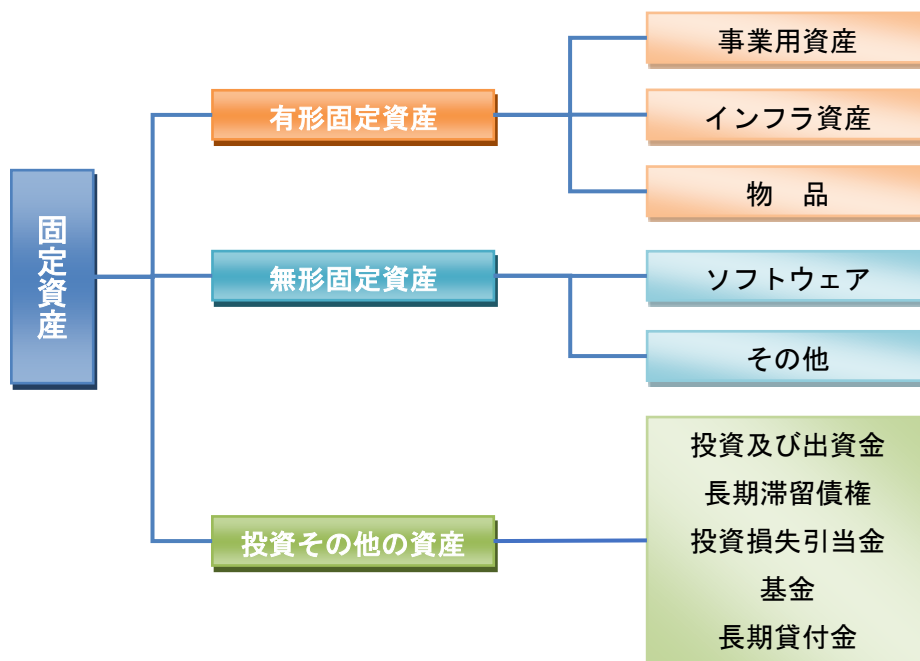 固定資産
有形固定資産
事業用資産
インフラ資産
物　品
無形固定資産
ソフトウェア
その他
投資その他の資産
投資及び出資金
長期滞留債権
投資損失引当金
基金
長期貸付金